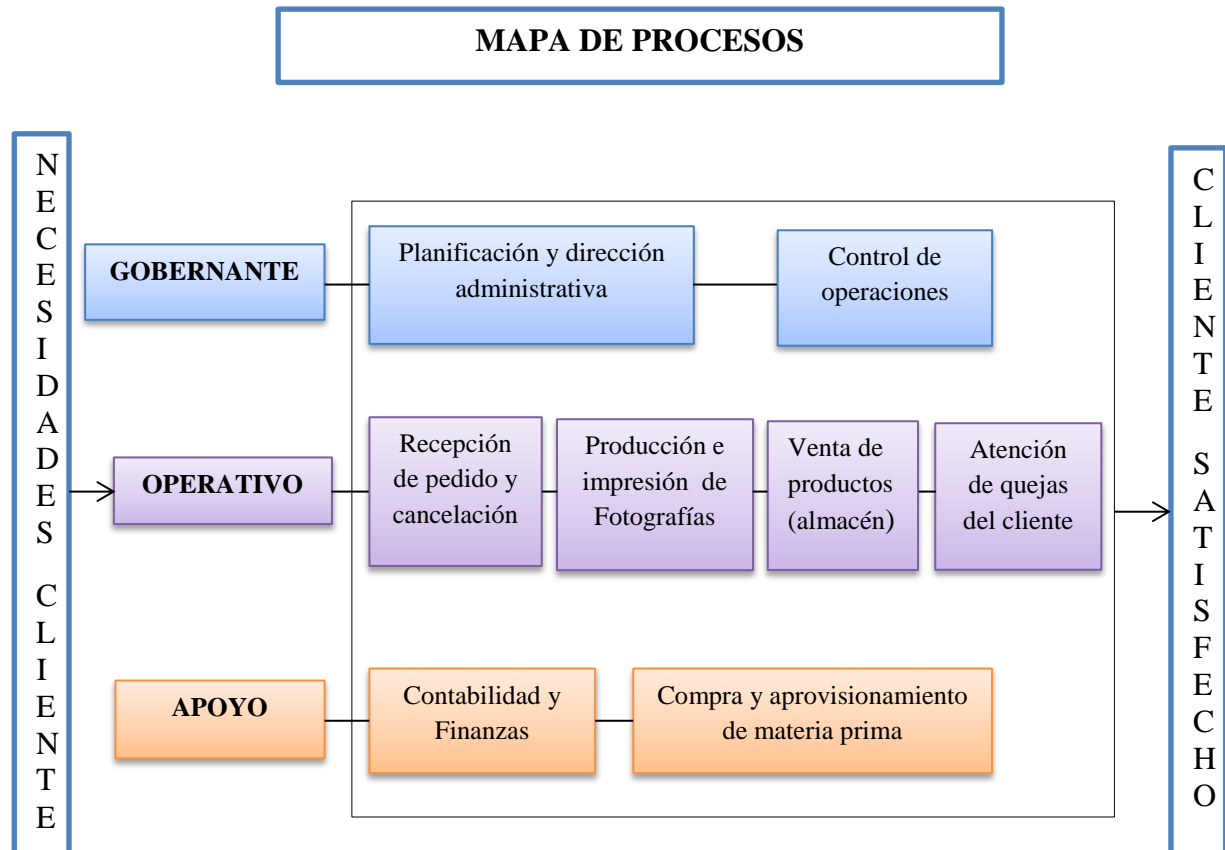 MAPA DE PROCESOS
NECESIDADES CLIENTE
GOBERNANTE
Planificación y dirección
administrativa
Control de
operaciones
OPERATIVO
Recepción
de pedido y
cancelación
Producción e
impresión de
Fotografías
Venta de
productos
(almacén)
Atención
de quejas
del cliente
APOYO
Contabilidad y
Finanzas
Compra y aprovisionamiento
de materia prima
CLIENTE SATISFECHO